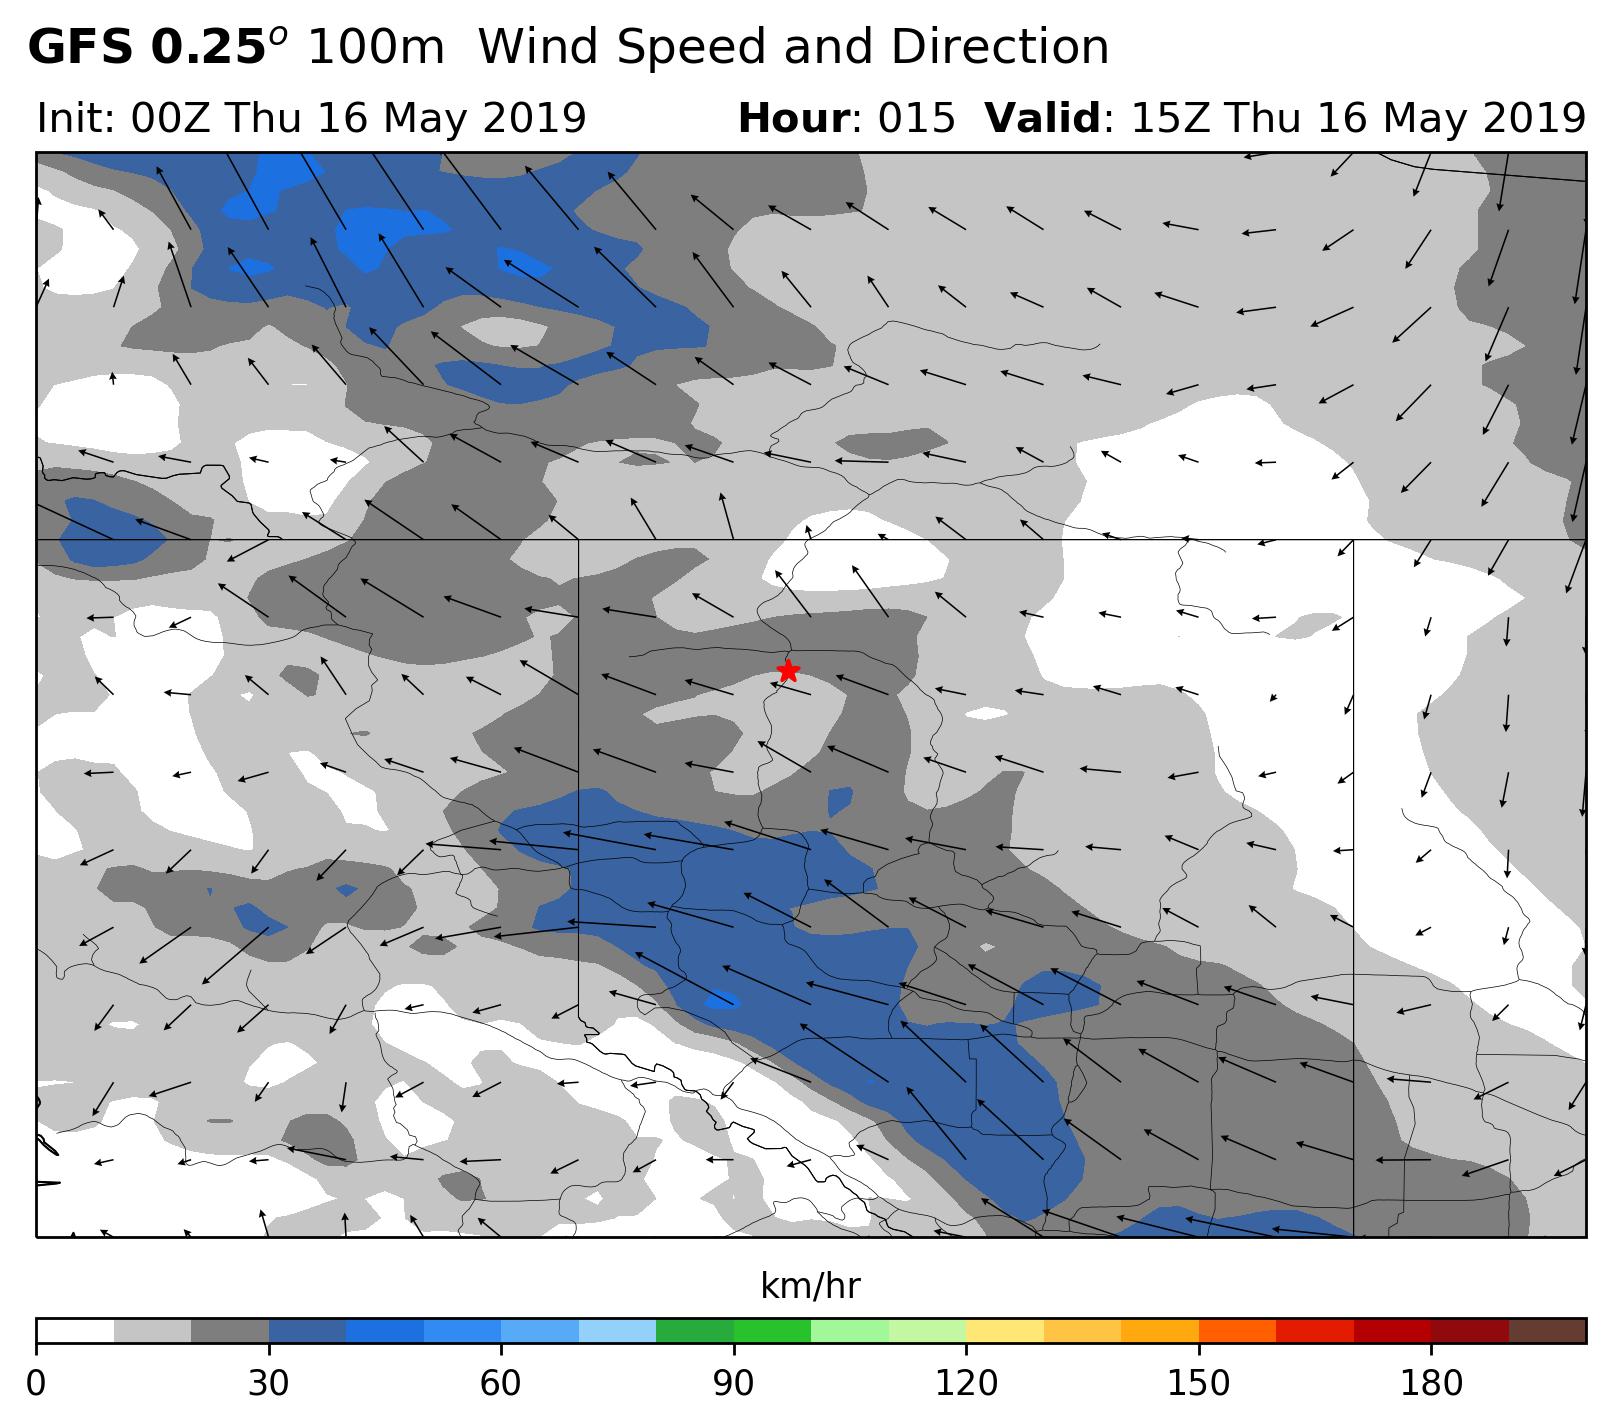 GFS 0.25° 100m Wind Speed and Direction
Init: 00Z Thu 16 May 2019 Hour: 015 Valid: 15Z Thu 16 May 2019
km/hr
0 30 60 90 120 150 180